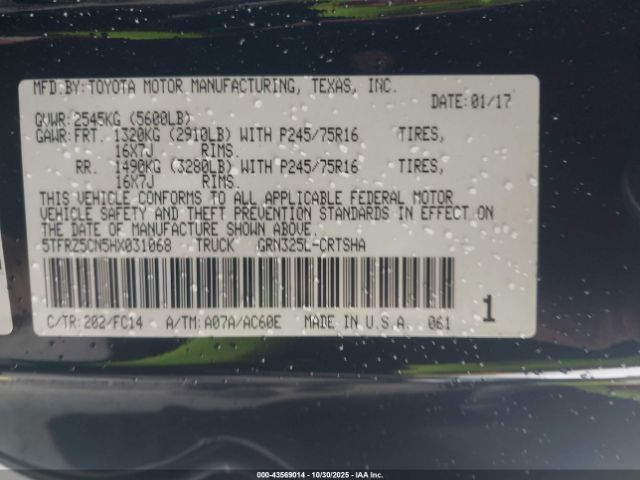 MFD.BY:TOYOTA MOTOR MANUFACTURING, TEXAS, INC.
DATE:01/17
GVWR:2545KG (5600LB)
GAWR:FRT. 1320KG (2910LB) WITH P245/75R16 TIRES,
16X7J RIMS.
RR. 1490KG (3280LB) WITH P245/75R16 TIRES,
16X7J RIMS.
THIS VEHICLE CONFORMS TO ALL APPLICABLE FEDERAL MOTOR
VEHICLE SAFETY AND THEFT PREVENTION STANDARDS IN EFFECT ON
THE DATE OF MANUFACTURE SHOWN ABOVE.
5TFRZ5CN5HX031068 TRUCK GRN325L-CRTSHA
C/TR:202/FC14 A/TM:A07A/AC60E MADE IN U.S.A. 061 1
000-43569014 - 10/30/2025 - IAA Inc.